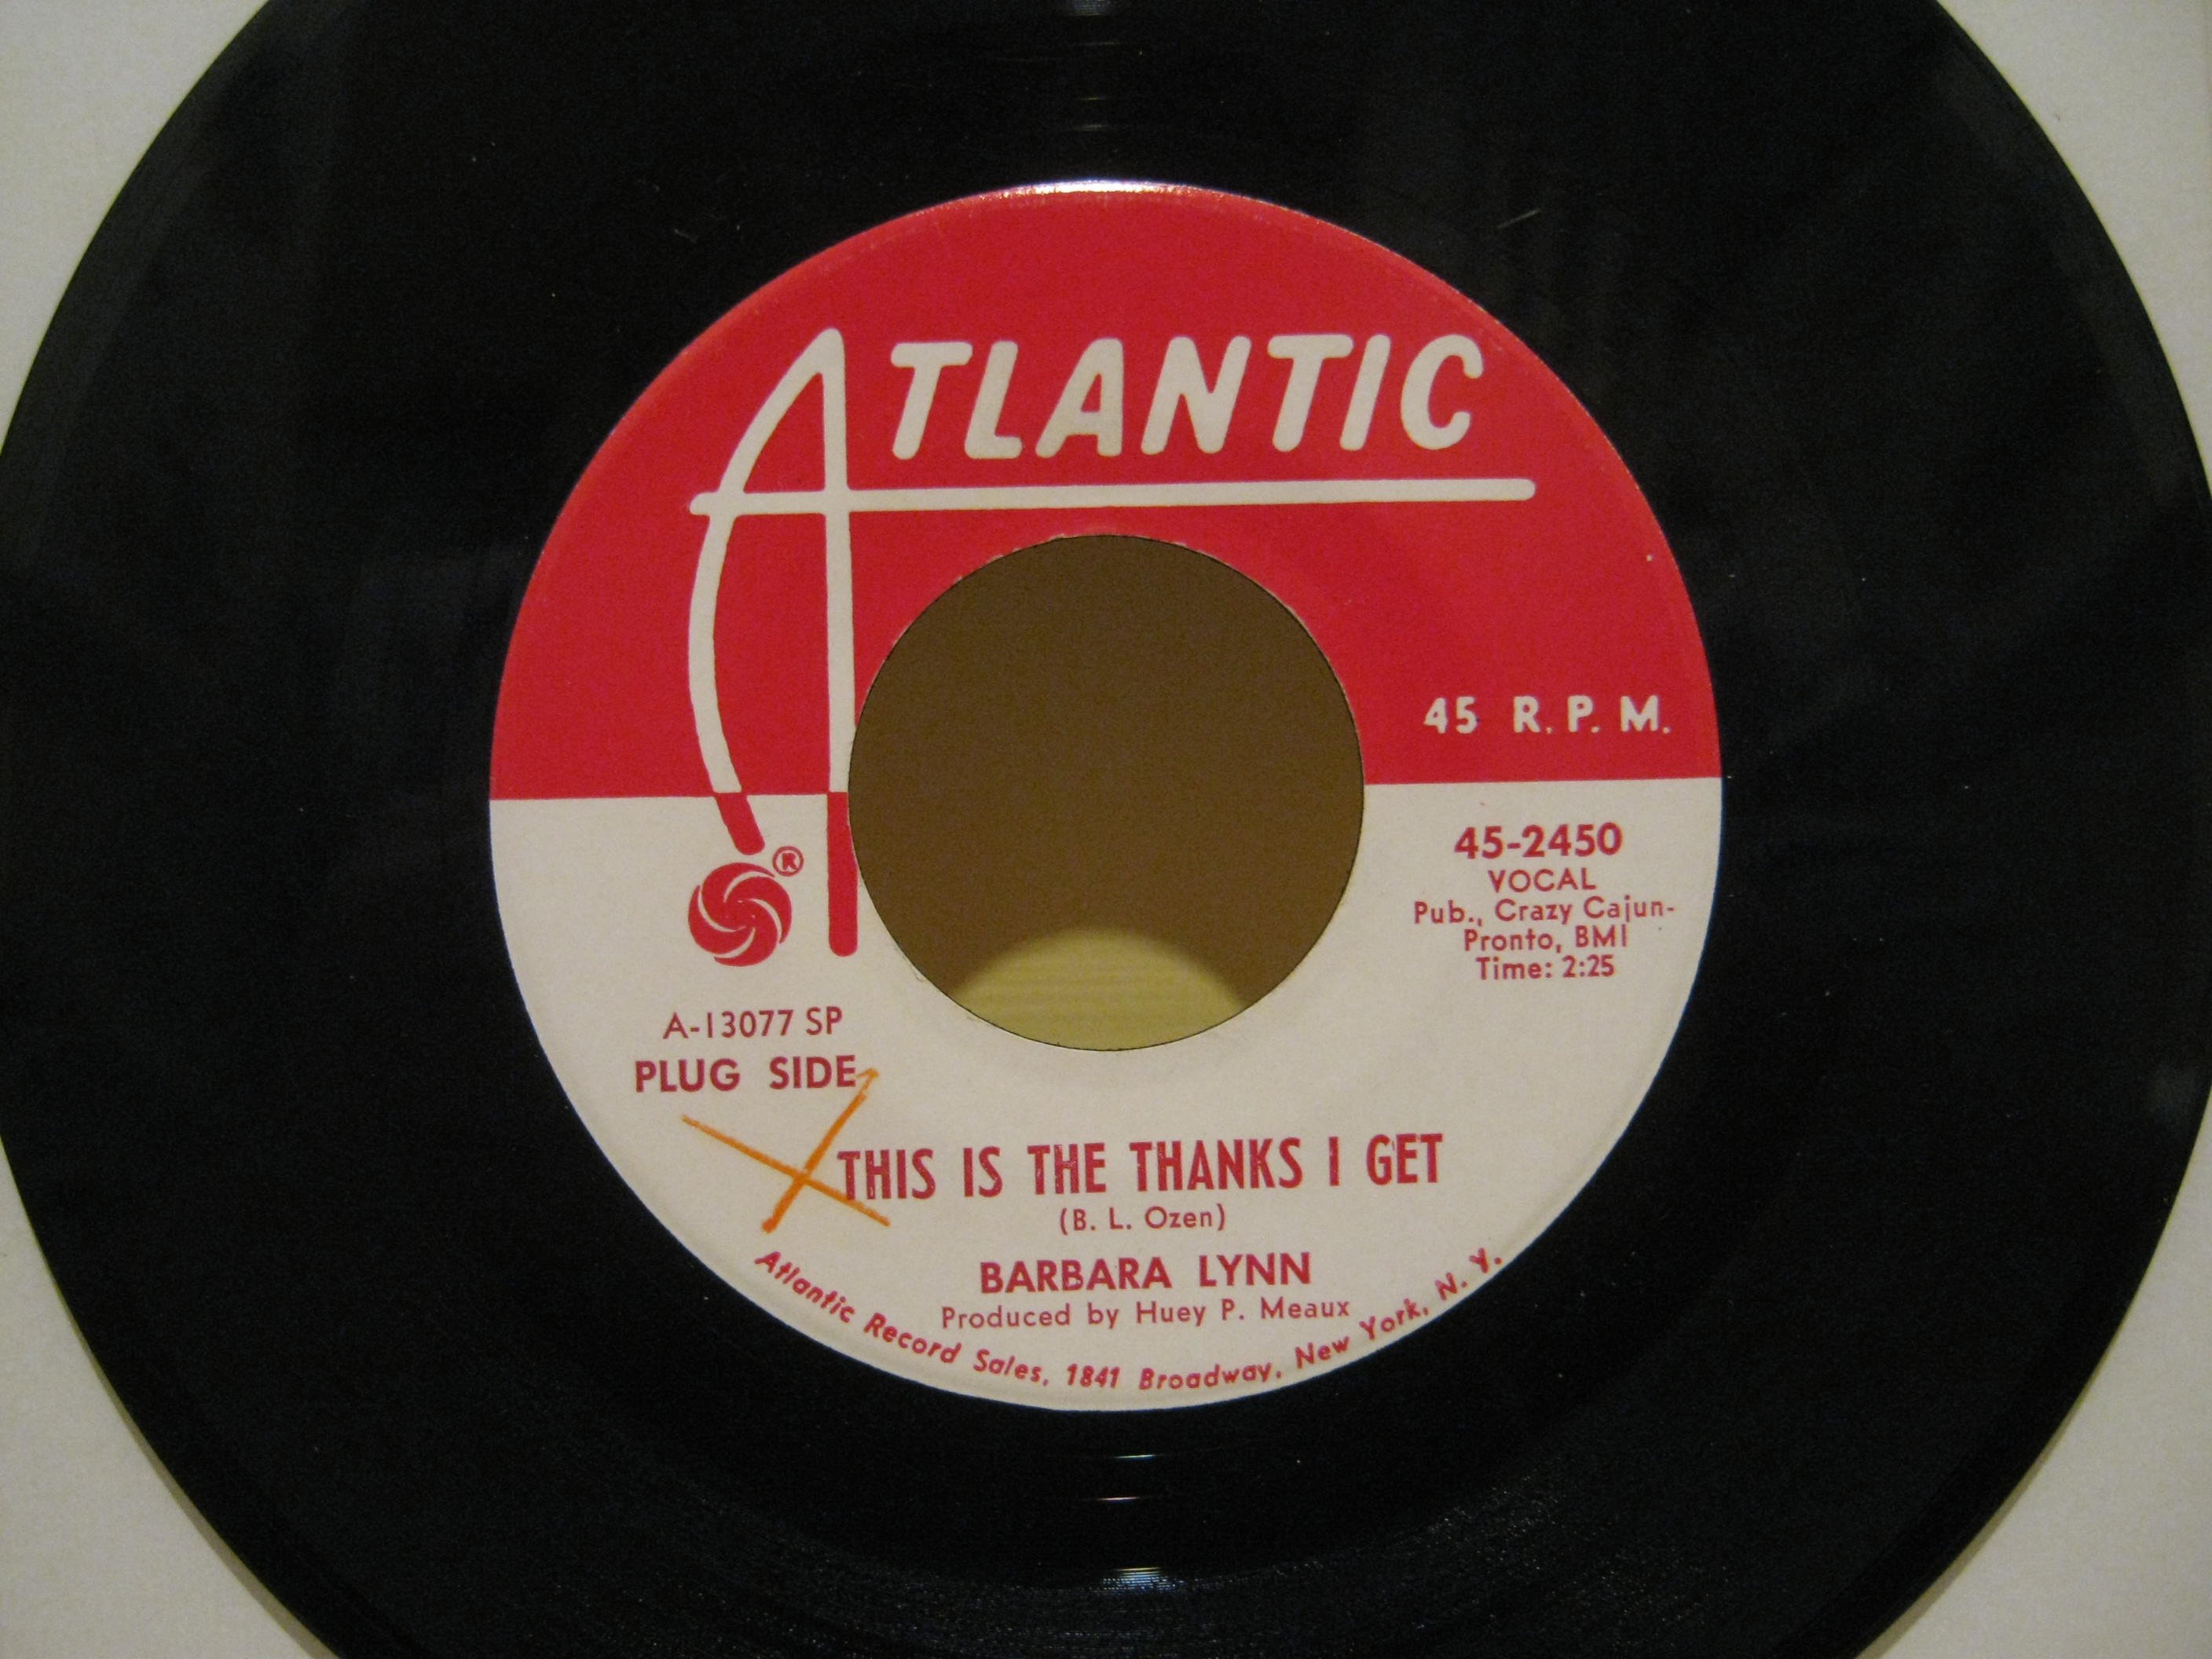 ATLANTIC
45 R.P.M.
®
45-2450
VOCAL
Pub., Crazy Cajun-
Pronto, BMI
Time: 2:25
A-13077 SP
PLUG SIDE
THIS IS THE THANKS I GET
(B. L. Ozen)
BARBARA LYNN
Produced by Huey P. Meaux
Atlantic Record Sales, 1841 Broadway, New York, N. Y.